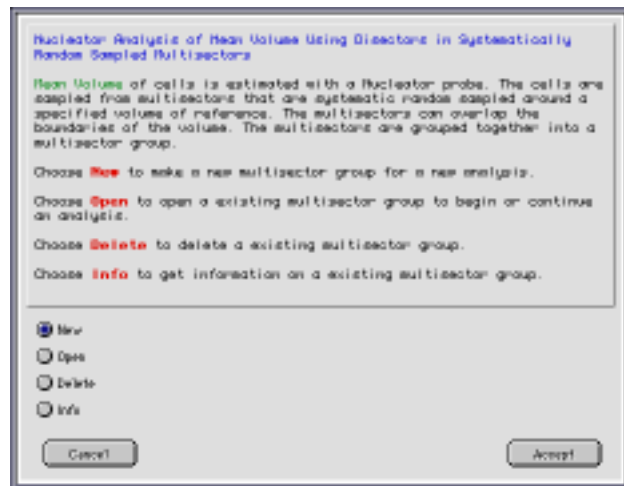 Nucleator Analysis of Mean Volume Using Disectors in Systematically
Random Sampled Multisectors
Mean Volume of cells is estimated with a Nucleator probe. The cells are
sampled from multisectors that are systematic random sampled around a
specified volume of reference. The multisectors can overlap the
boundaries of the volume. The multisectors are grouped together into a
multisector group.
Choose New to make a new multisector group for a new analysis.
Choose Open to open a existing multisector group to begin or continue
an analysis.
Choose Delete to delete a existing multisector group.
Choose Info to get information on a existing multisector group.
New
Open
Delete
Info
Cancel
Accept